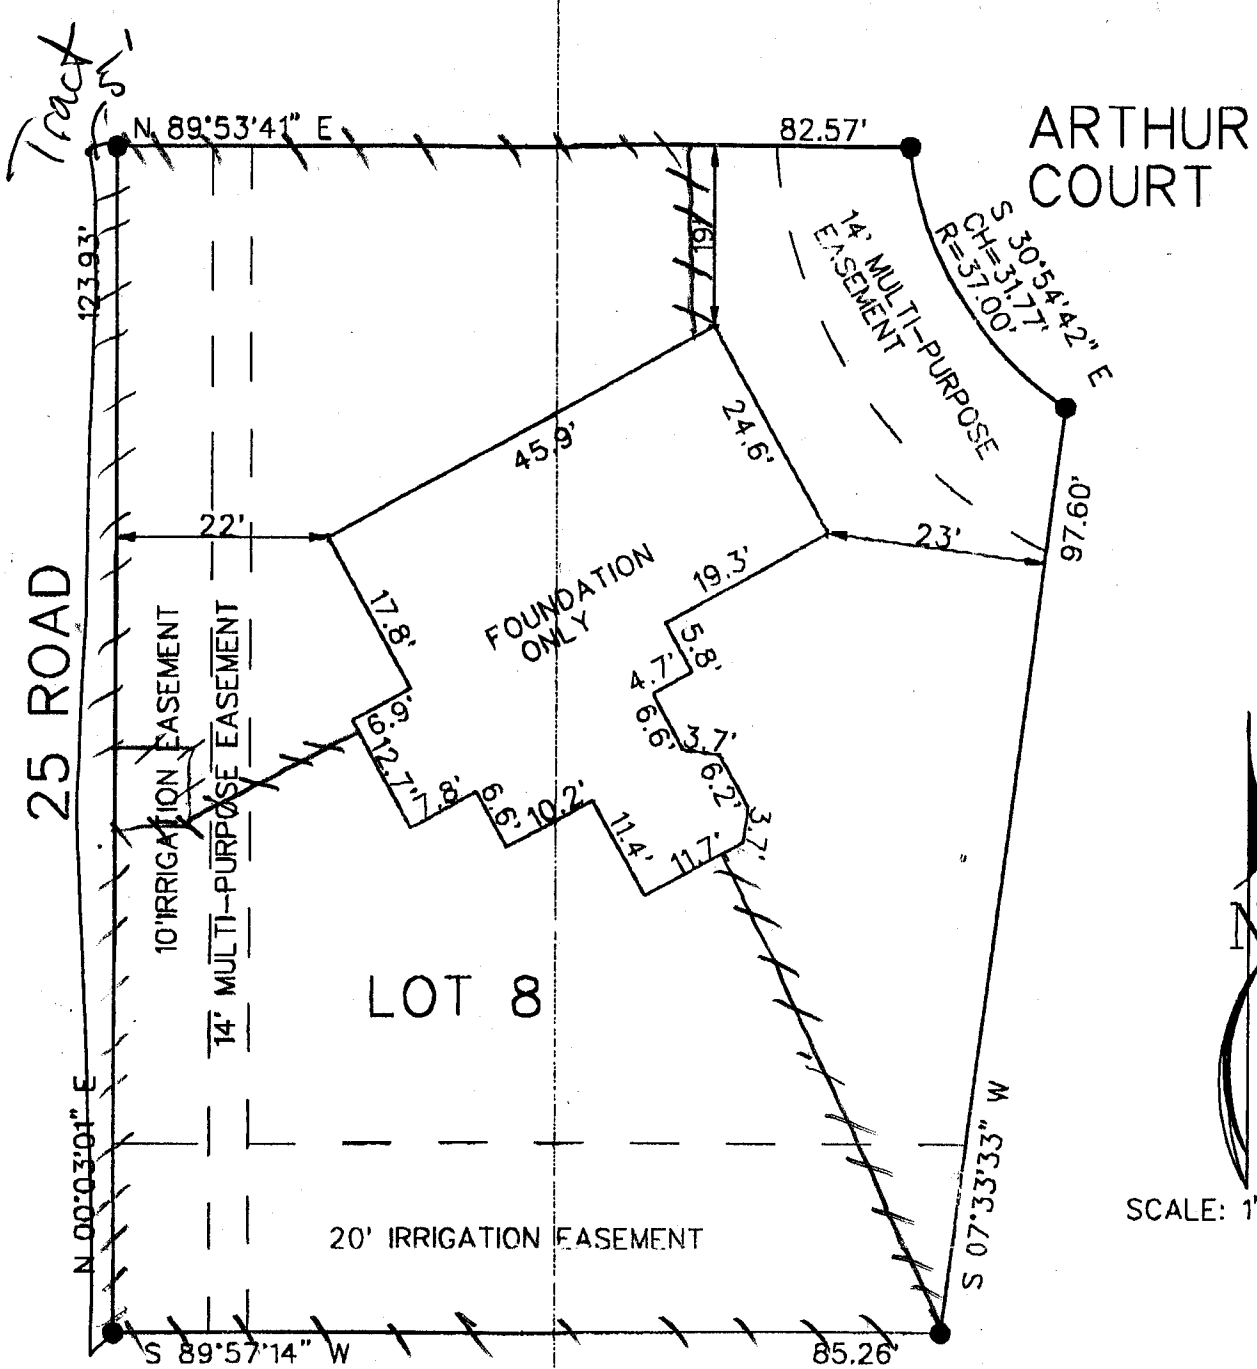 Tract
5'
N 89°53'41" E
82.57'
ARTHUR
COURT
123.93'
19'
14' MULTI-PURPOSE
EASEMENT
S 30°54'42" E
CH=31.77'
R=37.00'
45.9'
24.6'
22'
23'
97.60'
25 ROAD
17.8'
FOUNDATION
ONLY
19.3'
5.8'
4.7'
6.6'
3.7'
6.2'
3.7'
10' IRRIGATION EASEMENT
14' MULTI-PURPOSE EASEMENT
6.9'
12.7'
7.8'
6.6'
10.2'
11.4'
11.7'
LOT 8
N 00°03'01" E
S 07°33'33" W
20' IRRIGATION EASEMENT
SCALE: 1'
S 89°57'14" W
85.26'